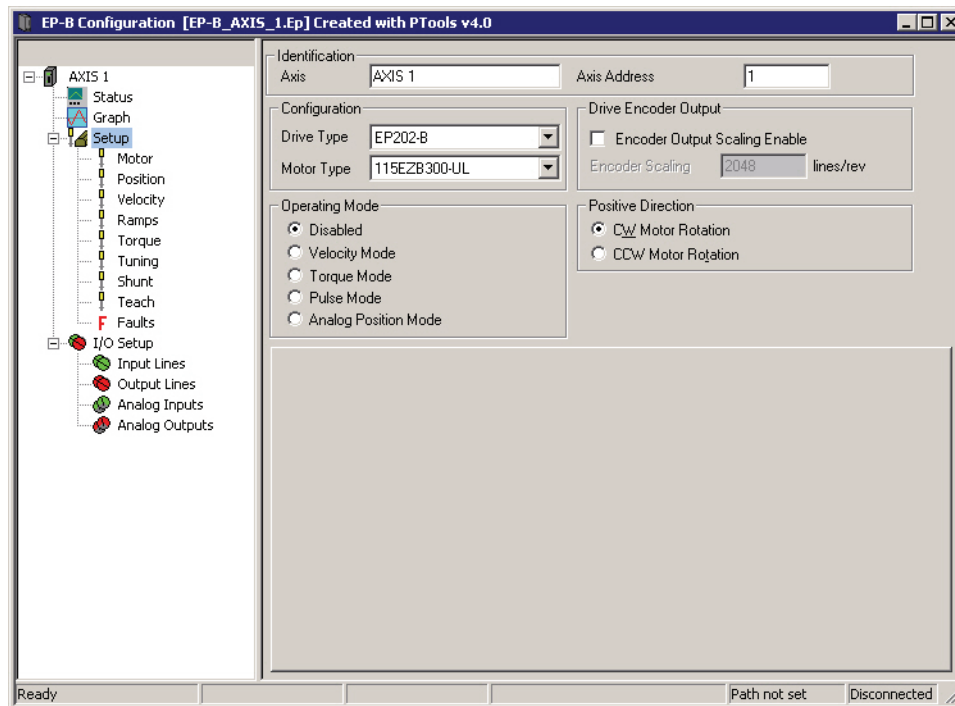 EP-B Configuration [EP-B_AXIS_1.Ep] Created with PTools v4.0
AXIS 1
Status
Graph
Setup
Motor
Position
Velocity
Ramps
Torque
Tuning
Shunt
Teach
F Faults
I/O Setup
Input Lines
Output Lines
Analog Inputs
Analog Outputs
Identification
Axis AXIS 1 Axis Address 1
Configuration
Drive Type EP202-B
Motor Type 115EZB300-UL
Drive Encoder Output
Encoder Output Scaling Enable
Encoder Scaling 2048 lines/rev
Operating Mode
Disabled
Velocity Mode
Torque Mode
Pulse Mode
Analog Position Mode
Positive Direction
CW Motor Rotation
CCW Motor Rotation
Ready Path not set Disconnected